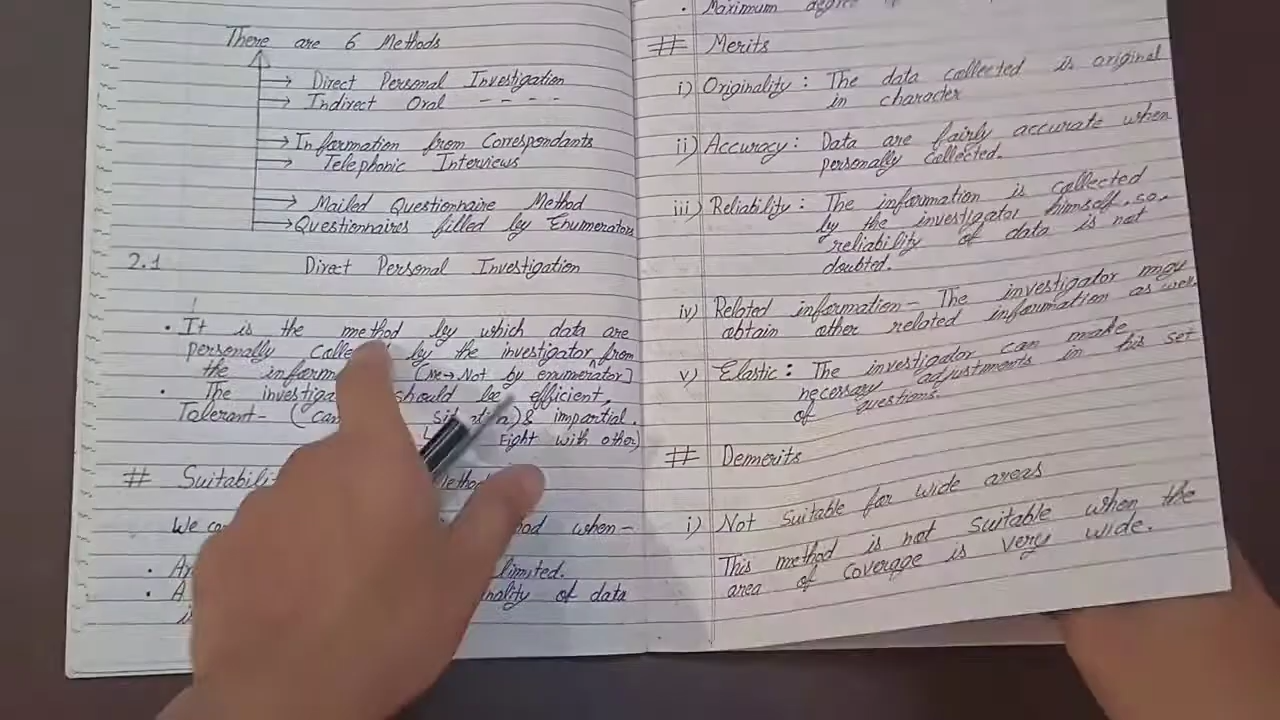 There are 6 Methods
Direct Personal Investigation
Indirect Oral - - - -
Information from Correspondants
Telephonic Interviews
Mailed Questionnaire Method
Questionnaires filled by Enumerators
2.1 Direct Personal Investigation
• It is the method by which data are
personally by the investigator from
the [Me→Not by enumerator]
• The should be efficient,
Tolerant- ( & impartial.
Fight with other)
# Method
We when-
• limited.
• of data
• Maximum degree
# Merits
i) Originality : The data collected is original
in character
ii) Accuracy : Data are fairly accurate when
personally collected.
iii) Reliability : The information is collected
by the investigator himself, so,
reliability of data is not
doubted.
iv) Related information - The investigator may
obtain other related information as well.
v) Elastic : The investigator can make
necessary adjustments in his set
of questions.
# Demerits
i) Not Suitable for wide areas
This method is not suitable when the
area of coverage is very wide.